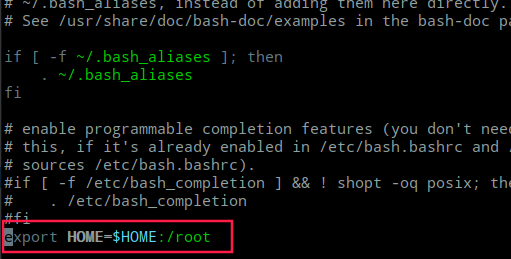 # ~/.bash_aliases, instead of adding them here directly.
# See /usr/share/doc/bash-doc/examples in the bash-doc pa
if [ -f ~/.bash_aliases ]; then
    . ~/.bash_aliases
fi
# enable programmable completion features (you don't need
# this, if it's already enabled in /etc/bash.bashrc and /
# sources /etc/bash.bashrc).
#if [ -f /etc/bash_completion ] && ! shopt -oq posix; the
#    . /etc/bash_completion
#fi
export HOME=$HOME:/root